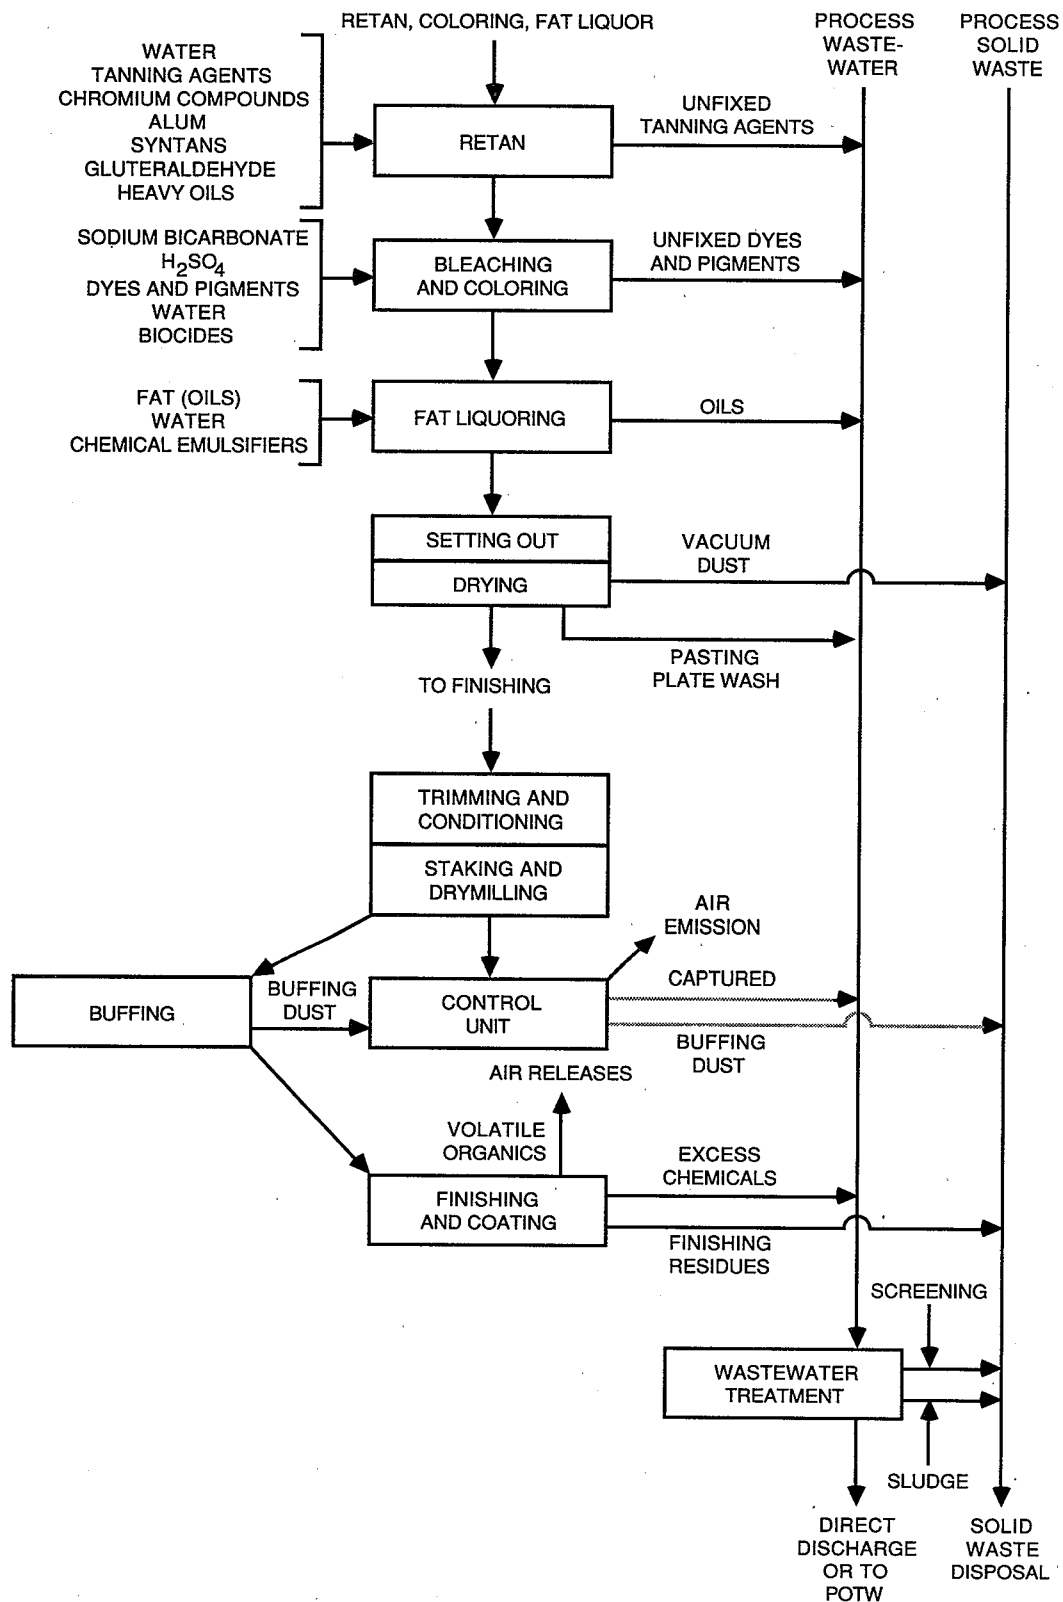 RETAN, COLORING, FAT LIQUOR
PROCESS
WASTE-
WATER
PROCESS
SOLID
WASTE
WATER
TANNING AGENTS
CHROMIUM COMPOUNDS
ALUM
SYNTANS
GLUTERALDEHYDE
HEAVY OILS
RETAN
UNFIXED
TANNING AGENTS
SODIUM BICARBONATE
H2SO4
DYES AND PIGMENTS
WATER
BIOCIDES
BLEACHING
AND COLORING
UNFIXED DYES
AND PIGMENTS
FAT (OILS)
WATER
CHEMICAL EMULSIFIERS
FAT LIQUORING
OILS
SETTING OUT
DRYING
VACUUM
DUST
PASTING
PLATE WASH
TO FINISHING
TRIMMING AND
CONDITIONING
STAKING AND
DRYMILLING
AIR
EMISSION
BUFFING
BUFFING
DUST
CONTROL
UNIT
CAPTURED
BUFFING
DUST
AIR RELEASES
VOLATILE
ORGANICS
FINISHING
AND COATING
EXCESS
CHEMICALS
FINISHING
RESIDUES
SCREENING
WASTEWATER
TREATMENT
SLUDGE
DIRECT
DISCHARGE
OR TO
POTW
SOLID
WASTE
DISPOSAL